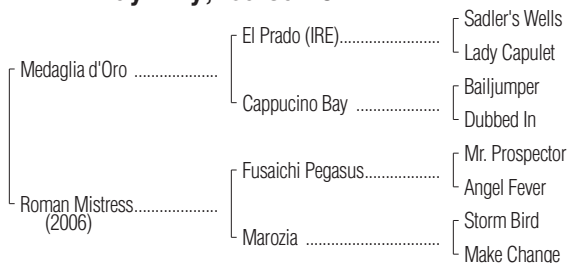 Sadler's Wells
El Prado (IRE)........................
Lady Capulet
Medaglia d'Oro ....................
Bailjumper
Cappucino Bay ....................
Dubbed In
Mr. Prospector
Fusaichi Pegasus..................
Angel Fever
Roman Mistress....................
(2006)
Storm Bird
Marozia ................................
Make Change